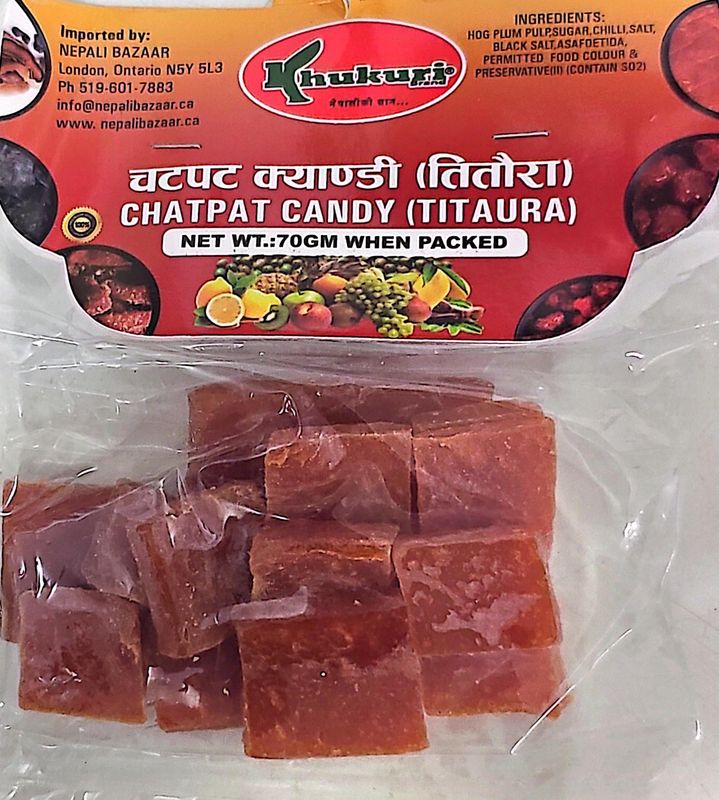 Imported by:
NEPALI BAZAAR
London, Ontario N5Y 5L3
Ph 519-601-7883
info@nepalibazaar.ca
www. nepalibazaar.ca
Khukuri®
BRAND
नेपालीको शान...
INGREDIENTS:
HOG PLUM PULP,SUGAR,CHILLI,SALT,
BLACK SALT,ASAFOETIDA,
PERMITTED FOOD COLOUR &
PRESERVATIVE(II) (CONTAIN SO2)
चटपट क्याण्डी (तितौरा)
CHATPAT CANDY (TITAURA)
100%
NET WT.:70GM WHEN PACKED